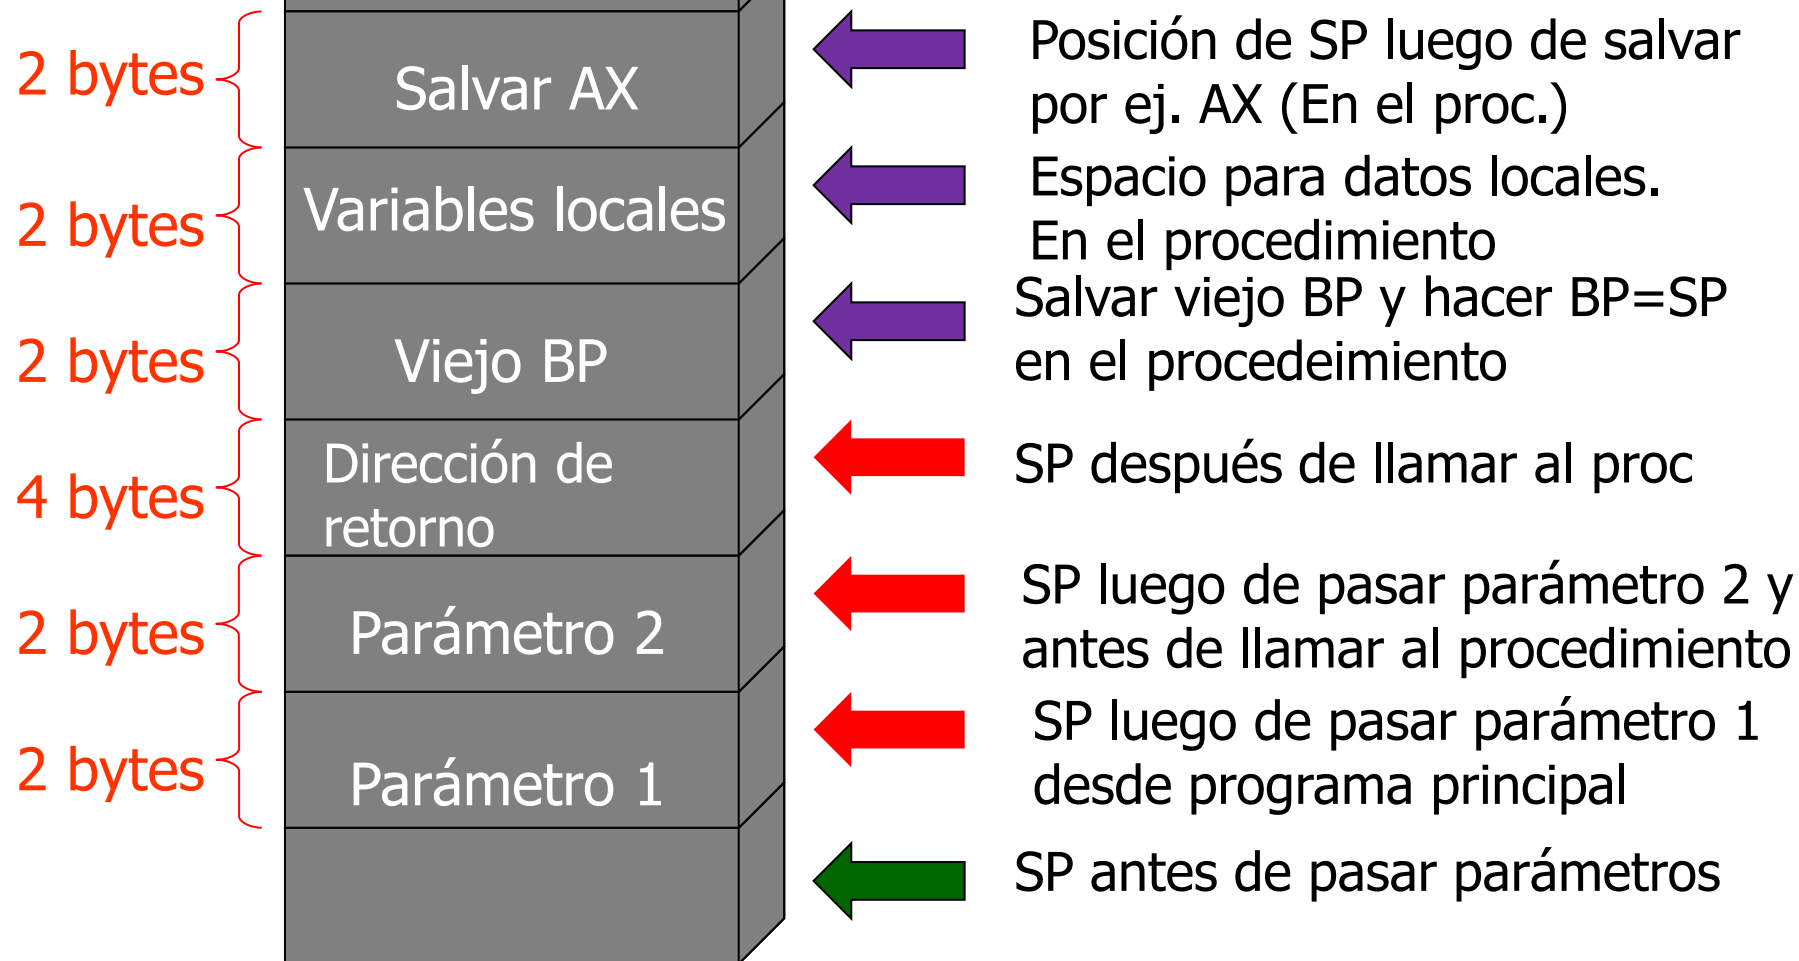 2 bytes
Salvar AX
Posición de SP luego de salvar
por ej. AX (En el proc.)
2 bytes
Variables locales
Espacio para datos locales.
En el procedimiento
2 bytes
Viejo BP
Salvar viejo BP y hacer BP=SP
en el procedeimiento
4 bytes
Dirección de
retorno
SP después de llamar al proc
2 bytes
Parámetro 2
SP luego de pasar parámetro 2 y
antes de llamar al procedimiento
2 bytes
Parámetro 1
SP luego de pasar parámetro 1
desde programa principal
SP antes de pasar parámetros